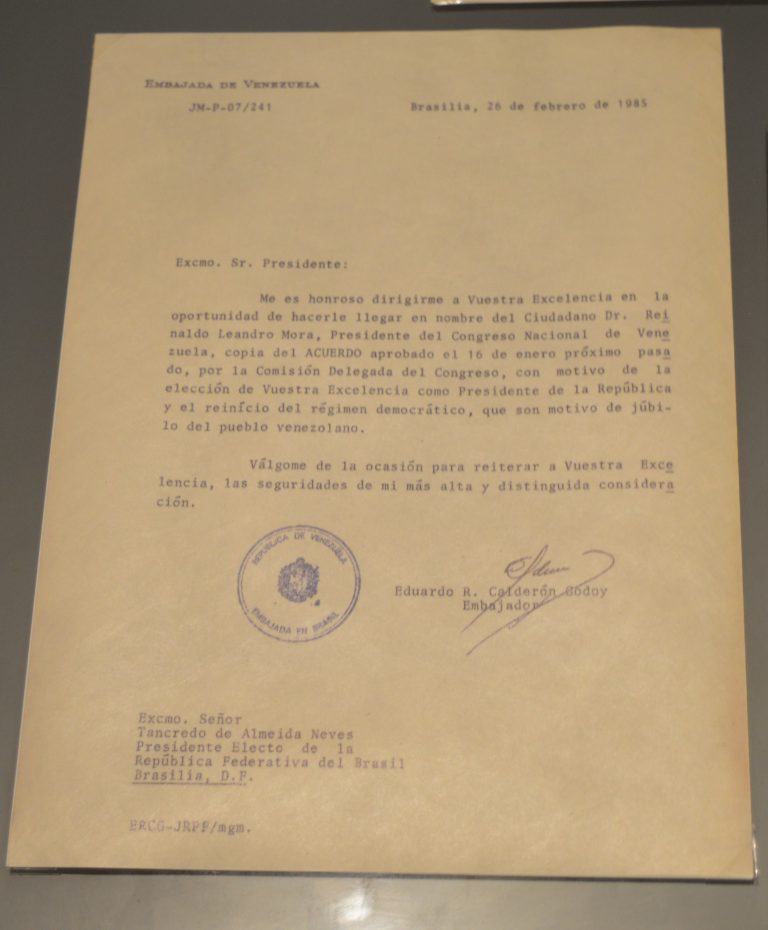 EMBAJADA DE VENEZUELA
JM-P-07/241
Brasilia, 26 de febrero de 1985
Excmo. Sr. Presidente:
Me es honroso dirigirme a Vuestra Excelencia en la
oportunidad de hacerle llegar en nombre del Ciudadano Dr. Rei
naldo Leandro Mora, Presidente del Congreso Nacional de Vene
zuela, copia del ACUERDO aprobado el 16 de enero próximo pasa
do, por la Comisión Delegada del Congreso, con motivo de la
elección de Vuestra Excelencia como Presidente de la República
y el reinício del régimen democrático, que son motivo de júbi-
lo del pueblo venezolano.
Válgome de la ocasión para reiterar a Vuestra Exce
lencia, las seguridades de mi más alta y distinguida considera
ción.
REPUBLICA DE VENEZUELA
EMBAJADA EN BRASIL
Eduardo R. Calderón Godoy
Embajador
Excmo. Señor
Tancredo de Almeida Neves
Presidente Electo de la
República Federativa del Brasil
Brasilia, D.F.
ERCG-JRPF/mgm.